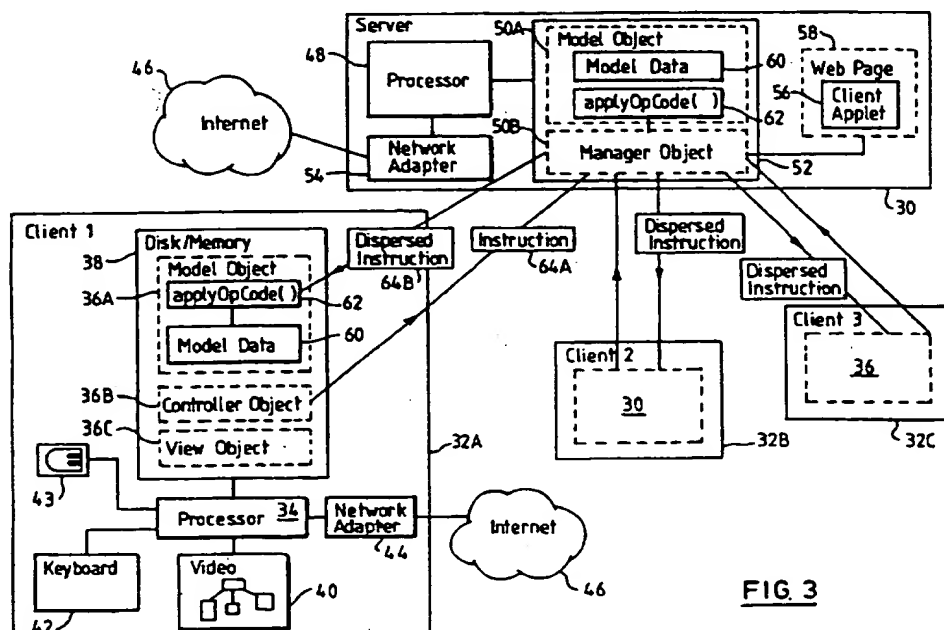 Server
50A
Model Object
Model Data
60
applyOpCode( )
62
50B
Manager Object
52
48
Processor
Network
Adapter
54
46
Internet
58
Web Page
56
Client
Applet
30
Client 1
Disk/Memory
38
Model Object
36A
applyOpCode( )
62
Model Data
60
36B
Controller Object
36C
View Object
32A
Dispersed
Instruction
64B
Instruction
64A
Dispersed
Instruction
Dispersed
Instruction
Client 2
30
32B
Client 3
36
32C
43
Processor 34
Network
Adapter
44
Internet
46
Keyboard
42
Video
40
FIG. 3